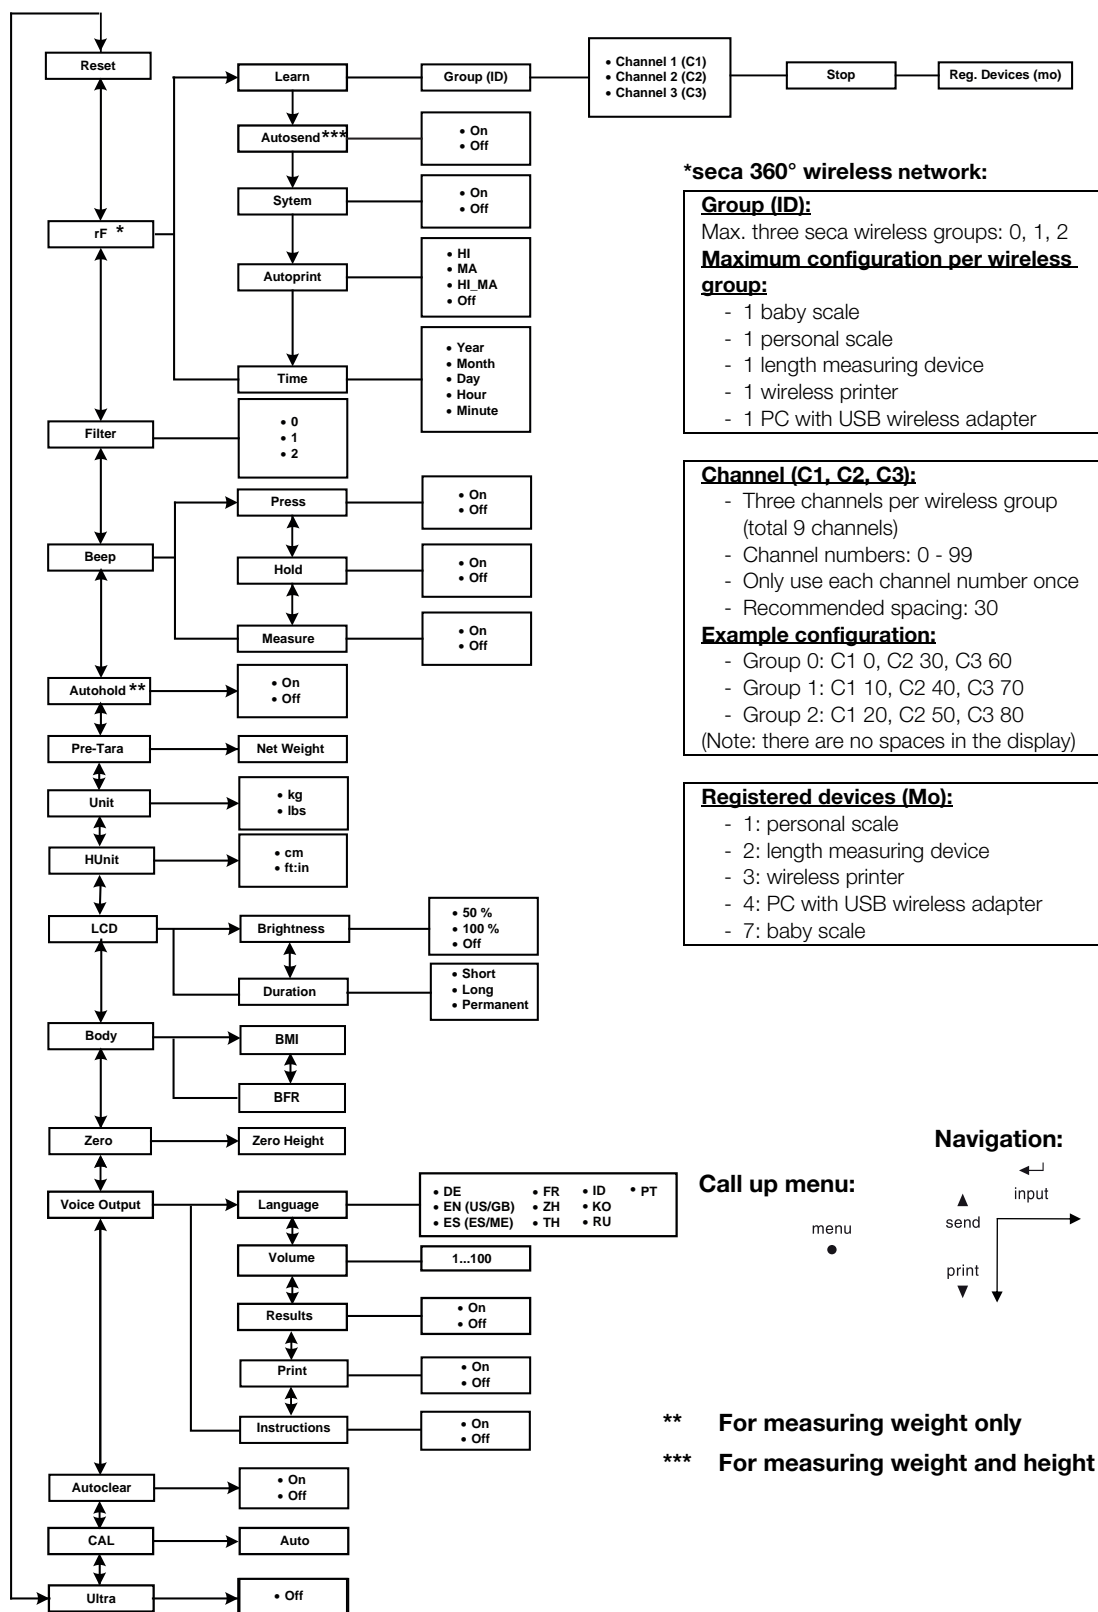 Reset
Learn
Group (ID)
• Channel 1 (C1)
• Channel 2 (C2)
• Channel 3 (C3)
Stop
Reg. Devices (mo)
Autosend***
• On
• Off
Sytem
• On
• Off
rF *
Autoprint
• HI
• MA
• HI_MA
• Off
Time
• Year
• Month
• Day
• Hour
• Minute
Filter
• 0
• 1
• 2
Beep
Press
• On
• Off
Hold
• On
• Off
Measure
• On
• Off
Autohold **
• On
• Off
Pre-Tara
Net Weight
Unit
• kg
• lbs
HUnit
• cm
• ft:in
LCD
Brightness
• 50 %
• 100 %
• Off
Duration
• Short
• Long
• Permanent
Body
BMI
BFR
Zero
Zero Height
Voice Output
Language
• DE • FR • ID • PT
• EN (US/GB) • ZH • KO
• ES (ES/ME) • TH • RU
Volume
1...100
Results
• On
• Off
Print
• On
• Off
Instructions
• On
• Off
Autoclear
• On
• Off
CAL
Auto
Ultra
• Off
*seca 360° wireless network:
Group (ID):
Max. three seca wireless groups: 0, 1, 2
Maximum configuration per wireless
group:
- 1 baby scale
- 1 personal scale
- 1 length measuring device
- 1 wireless printer
- 1 PC with USB wireless adapter
Channel (C1, C2, C3):
- Three channels per wireless group
(total 9 channels)
- Channel numbers: 0 - 99
- Only use each channel number once
- Recommended spacing: 30
Example configuration:
- Group 0: C1 0, C2 30, C3 60
- Group 1: C1 10, C2 40, C3 70
- Group 2: C1 20, C2 50, C3 80
(Note: there are no spaces in the display)
Registered devices (Mo):
- 1: personal scale
- 2: length measuring device
- 3: wireless printer
- 4: PC with USB wireless adapter
- 7: baby scale
Call up menu:
menu
Navigation:
input
send
print
** For measuring weight only
*** For measuring weight and height